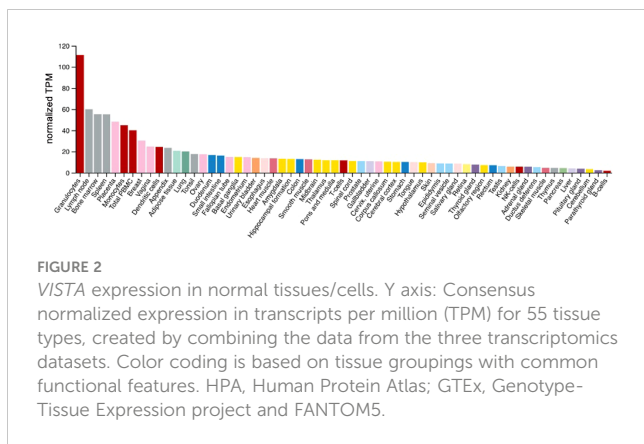 120
100
80
60
40
20
0
normalized TPM
Granulocytes
Lymph node
Bone marrow
Spleen
Placenta
Monocytes
Total PBMC
Breast
Vagina
Dendritic cells
Appendix
Adipose tissue
Lung
Tonsil
Ovary
Duodenum
Small intestine
Fallopian tube
Basal ganglia
Endometrium
Urinary bladder
Esophagus
Heart muscle
Amygdala
Hippocampal formation
Colon
Smooth muscle
Midbrain
Thalamus
Pons and medulla
T-cells
Spinal cord
Prostate
Gallbladder
Cervix, uterine
Corpus callosum
Cerebral cortex
Stomach
Tongue
Hypothalamus
Skin
Epididymis
Seminal vesicle
Salivary gland
Retina
Thyroid gland
Olfactory region
Rectum
Testis
Kidney
NK-cells
Adrenal gland
Ductus deferens
Skeletal muscle
Thymus
Pancreas
Liver
Pituitary gland
Cerebellum
Parathyroid gland
B-cells
FIGURE 2
VISTA expression in normal tissues/cells. Y axis: Consensus
normalized expression in transcripts per million (TPM) for 55 tissue
types, created by combining the data from the three transcriptomics
datasets. Color coding is based on tissue groupings with common
functional features. HPA, Human Protein Atlas; GTEx, Genotype-
Tissue Expression project and FANTOM5.